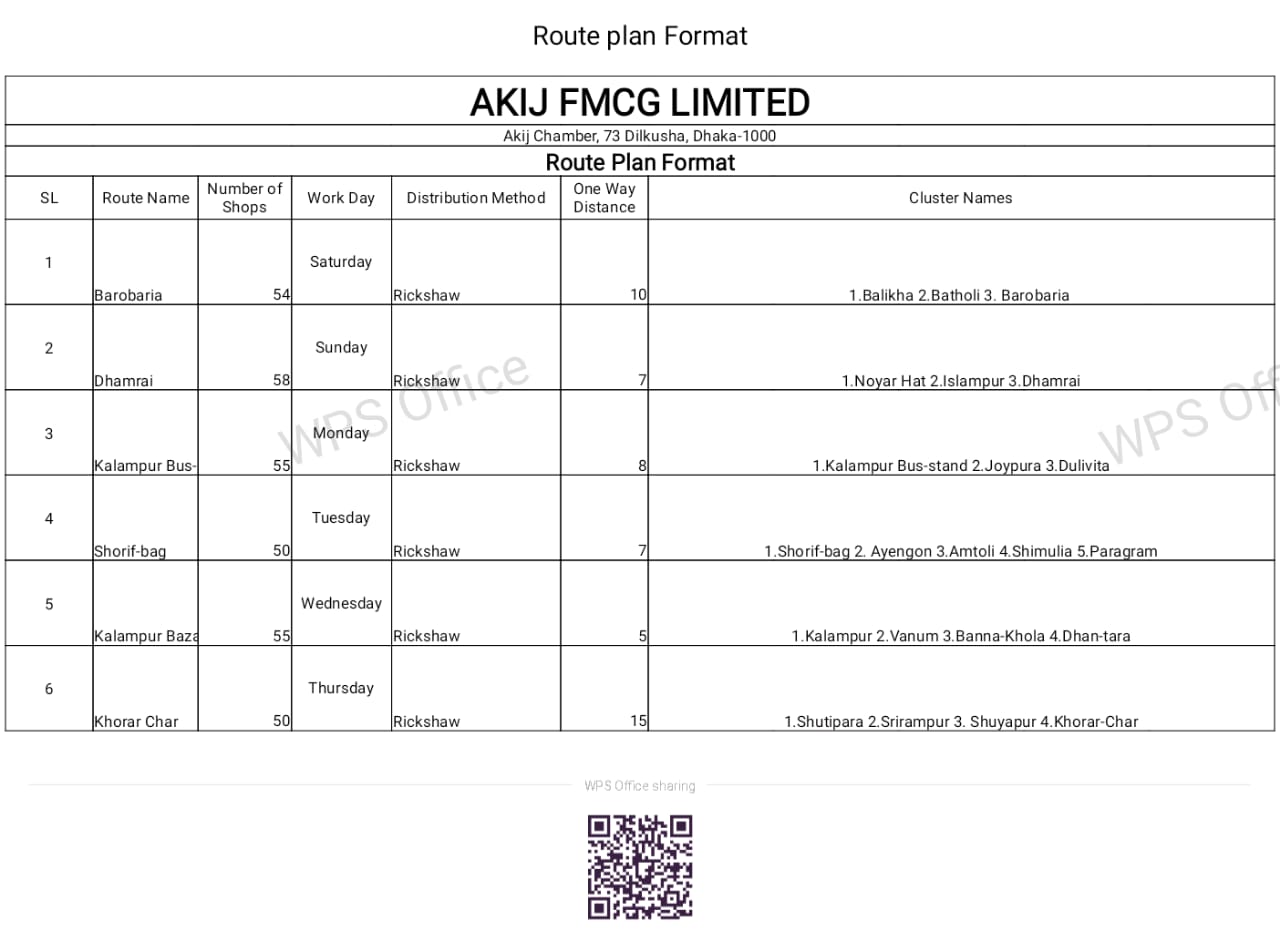 Route plan Format
AKIJ FMCG LIMITED
Akij Chamber, 73 Dilkusha, Dhaka-1000
Route Plan Format
SL Route Name Number of Shops Work Day Distribution Method One Way Distance Cluster Names
1 Barobaria 54 Saturday Rickshaw 10 1.Balikha 2.Batholi 3. Barobaria
2 Dhamrai 58 Sunday Rickshaw 7 1.Noyar Hat 2.Islampur 3.Dhamrai
3 Kalampur Bus- 55 Monday Rickshaw 8 1.Kalampur Bus-stand 2.Joypura 3.Dulivita
4 Shorif-bag 50 Tuesday Rickshaw 7 1.Shorif-bag 2. Ayengon 3.Amtoli 4.Shimulia 5.Paragram
5 Kalampur Baza 55 Wednesday Rickshaw 5 1.Kalampur 2.Vanum 3.Banna-Khola 4.Dhan-tara
6 Khorar Char 50 Thursday Rickshaw 15 1.Shutipara 2.Srirampur 3. Shuyapur 4.Khorar-Char
WPS Office
WPS Offi
WPS Office sharing